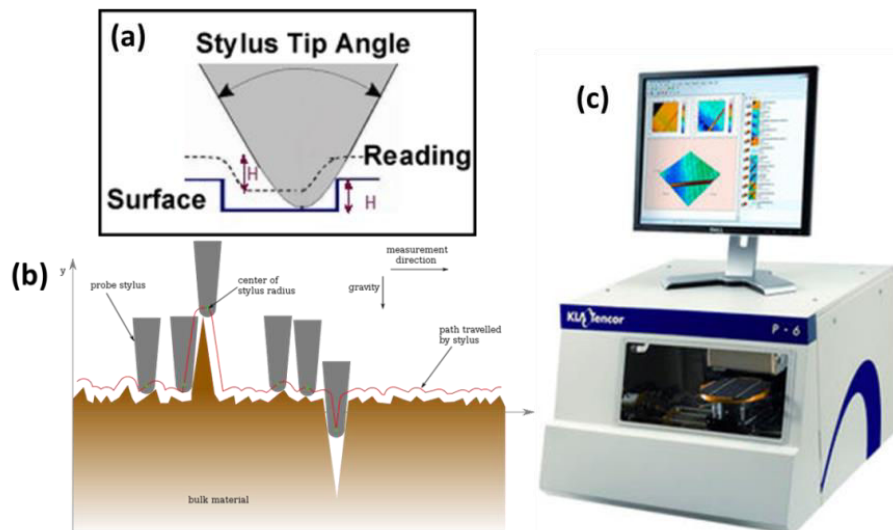 (a)
Stylus Tip Angle
H
Reading
Surface
H
(b)
y
probe stylus
center of
stylus radius
measurement
direction
gravity
path travelled
by stylus
bulk material
(c)
KLA Tencor
P - 6